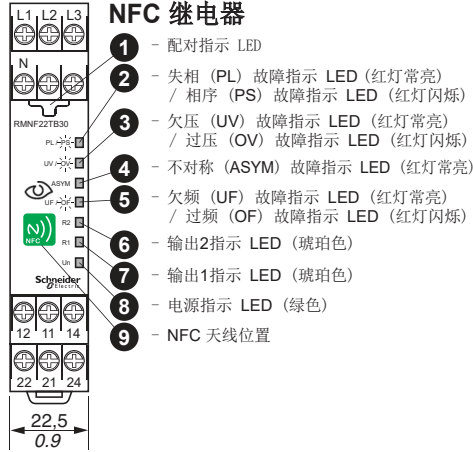 NFC 继电器
L1 L2 L3
N
RMNF22TB30
PL / PS
UV / OV
ASYM
UF / OF
R2
R1
Un
NFC
Schneider
Electric
12 11 14
22 21 24
22,5
0.9
1 - 配对指示 LED
2 - 失相 (PL) 故障指示 LED (红灯常亮)
/ 相序 (PS) 故障指示 LED (红灯闪烁)
3 - 欠压 (UV) 故障指示 LED (红灯常亮)
/ 过压 (OV) 故障指示 LED (红灯闪烁)
4 - 不对称 (ASYM) 故障指示 LED (红灯常亮)
5 - 欠频 (UF) 故障指示 LED (红灯常亮)
/ 过频 (OF) 故障指示 LED (红灯闪烁)
6 - 输出2指示 LED (琥珀色)
7 - 输出1指示 LED (琥珀色)
8 - 电源指示 LED (绿色)
9 - NFC 天线位置